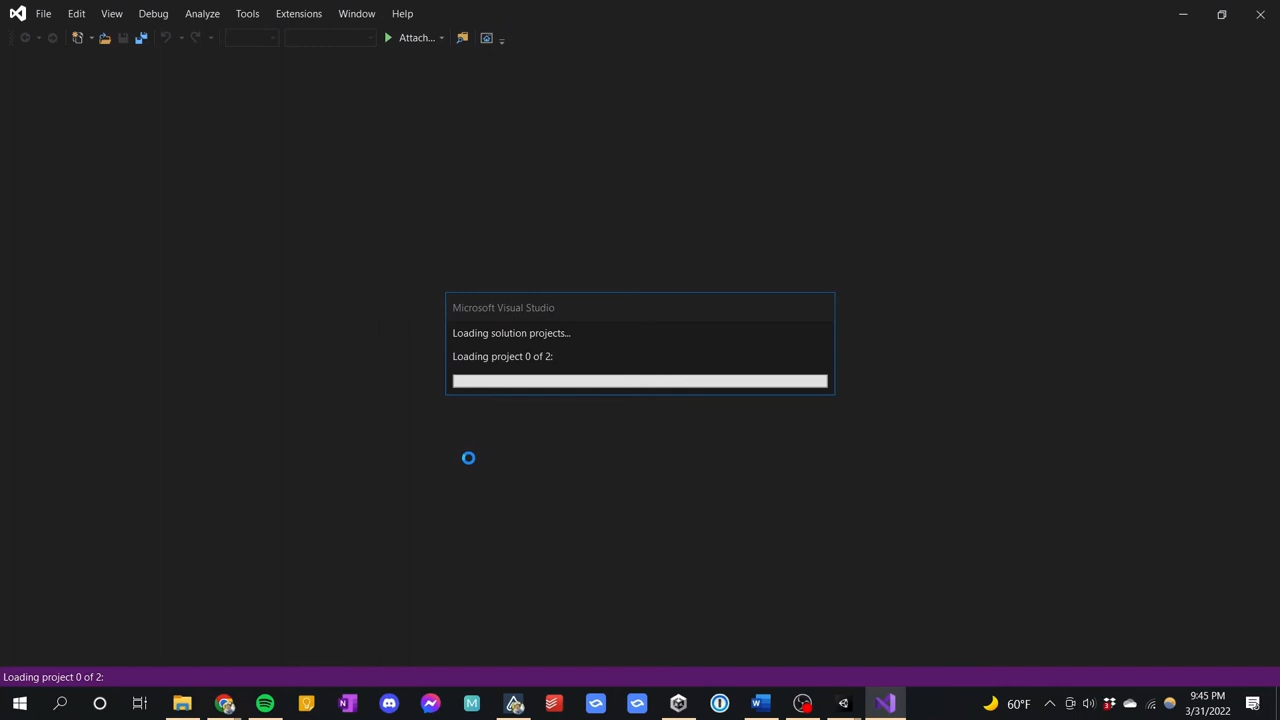 File Edit View Debug Analyze Tools Extensions Window Help
Attach...
Microsoft Visual Studio
Loading solution projects...
Loading project 0 of 2:
Loading project 0 of 2:
60°F
9:45 PM
3/31/2022